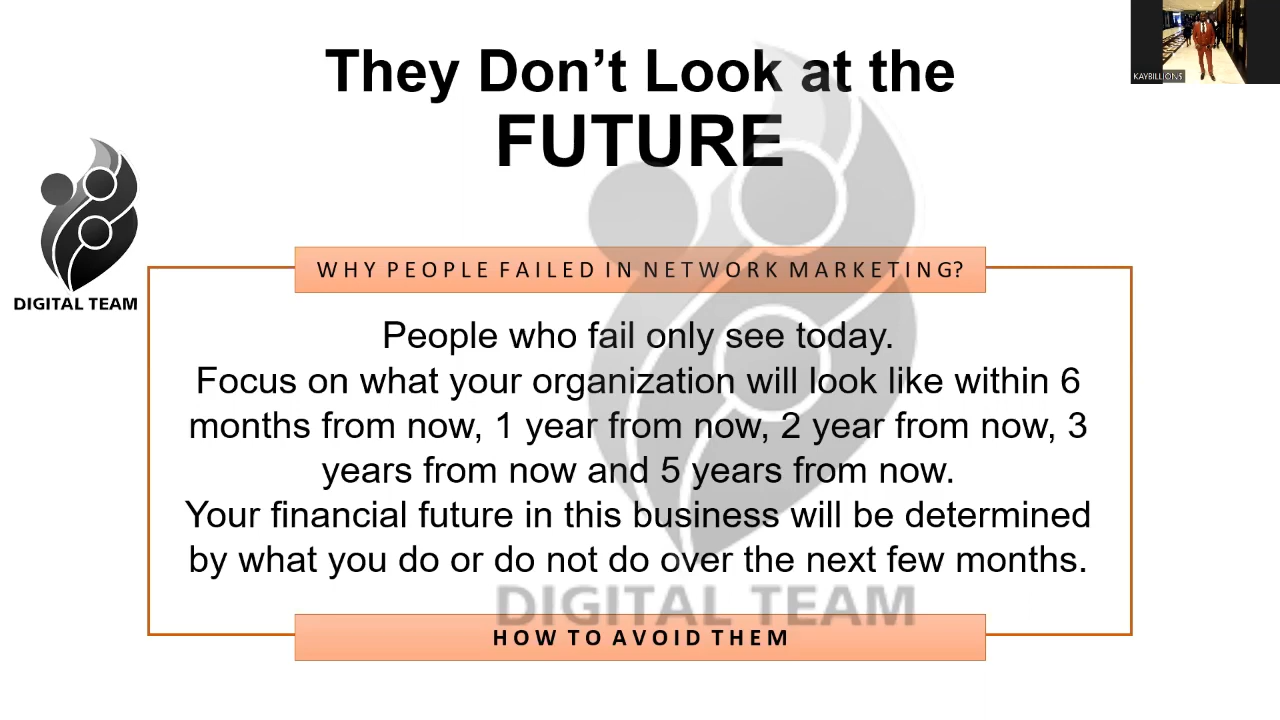 They Don’t Look at the
FUTURE
KAYBILLIONS
DIGITAL TEAM
WHY PEOPLE FAILED IN NETWORK MARKETING?
People who fail only see today.
Focus on what your organization will look like within 6
months from now, 1 year from now, 2 year from now, 3
years from now and 5 years from now.
Your financial future in this business will be determined
by what you do or do not do over the next few months.
DIGITAL TEAM
HOW TO AVOID THEM